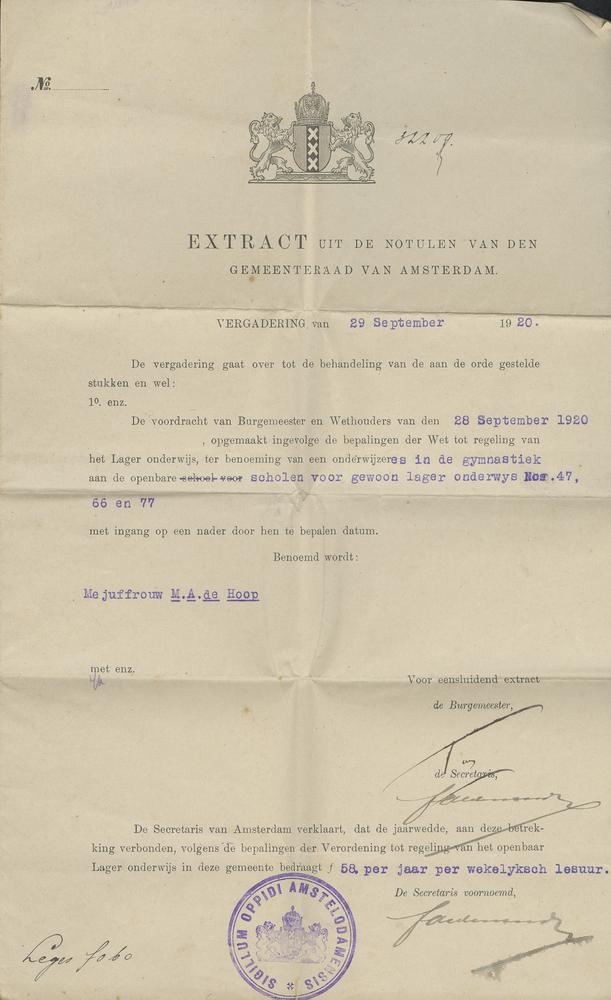 No.
EXTRACT UIT DE NOTULEN VAN DEN
GEMEENTERAAD VAN AMSTERDAM.
VERGADERING van 29 September 1920.
De vergadering gaat over tot de behandeling van de aan de orde gestelde
stukken en wel:
1o. enz.
De voordracht van Burgemeester en Wethouders van den 28 September 1920
, opgemaakt ingevolge de bepalingen der Wet tot regeling van
het Lager onderwijs, ter benoeming van een onderwijzeres in de gymnastiek
aan de openbare school voor scholen voor gewoon lager onderwys Nos.47,
66 en 77
met ingang op een nader door hen te bepalen datum.
Benoemd wordt:
Mejuffrouw M.A.de Hoop
met enz.
Voor eensluidend extract
de Burgemeester,
de Secretaris,
De Secretaris van Amsterdam verklaart, dat de jaarwedde, aan deze betrek-
king verbonden, volgens de bepalingen der Verordening tot regeling van het openbaar
Lager onderwijs in deze gemeente bedraagt ƒ 58, per jaar per wekelyksch lesuur.
De Secretaris voornoemd,
SIGILLUM OPPIDI AMSTELODAMENSIS
Leges f 0.60